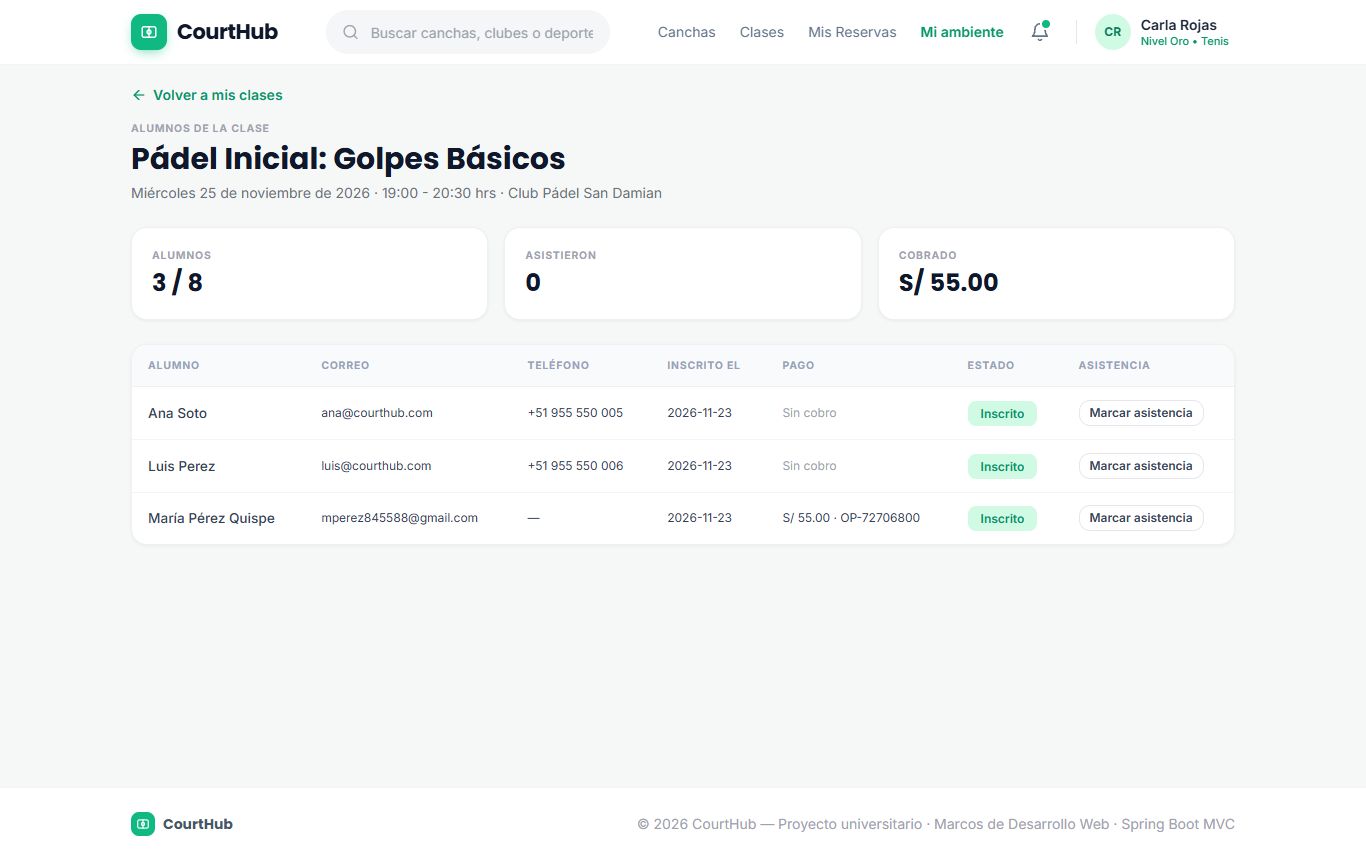 CourtHub
Buscar canchas, clubes o deporte
Canchas
Clases
Mis Reservas
Mi ambiente
CR
Carla Rojas
Nivel Oro • Tenis
Volver a mis clases
ALUMNOS DE LA CLASE
Pádel Inicial: Golpes Básicos
Miércoles 25 de noviembre de 2026 · 19:00 - 20:30 hrs · Club Pádel San Damian
ALUMNOS
3 / 8
ASISTIERON
0
COBRADO
S/ 55.00
ALUMNO CORREO TELÉFONO INSCRITO EL PAGO ESTADO ASISTENCIA
Ana Soto ana@courthub.com +51 955 550 005 2026-11-23 Sin cobro Inscrito Marcar asistencia
Luis Perez luis@courthub.com +51 955 550 006 2026-11-23 Sin cobro Inscrito Marcar asistencia
María Pérez Quispe mperez845588@gmail.com — 2026-11-23 S/ 55.00 · OP-72706800 Inscrito Marcar asistencia
CourtHub
© 2026 CourtHub — Proyecto universitario · Marcos de Desarrollo Web · Spring Boot MVC